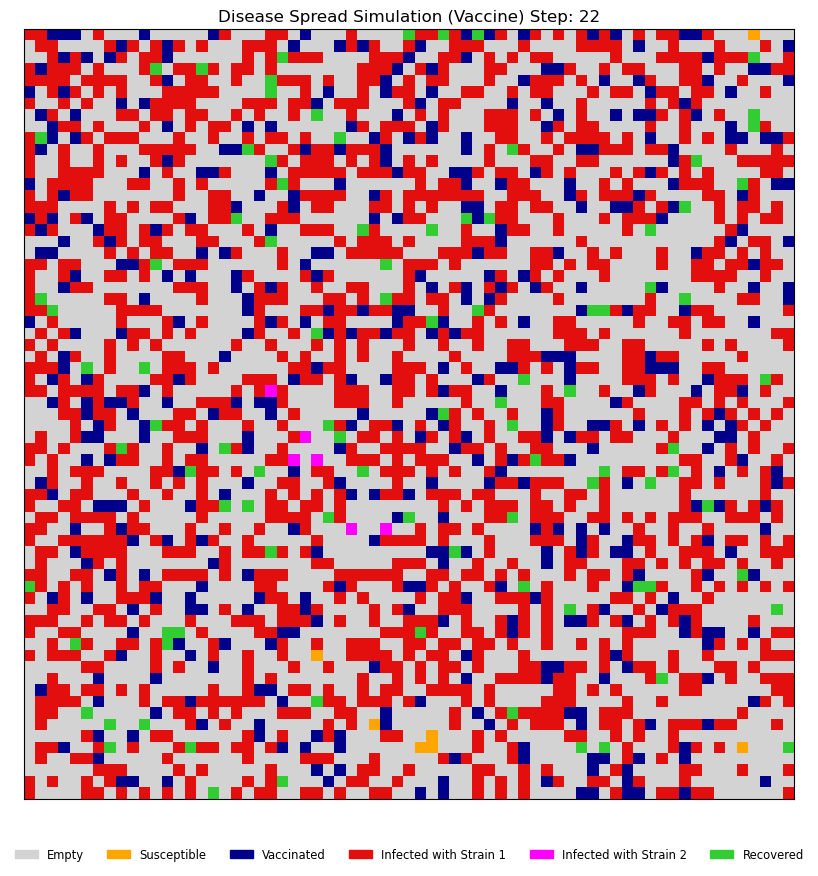 Disease Spread Simulation (Vaccine) Step: 22
Empty Susceptible Vaccinated Infected with Strain 1 Infected with Strain 2 Recovered